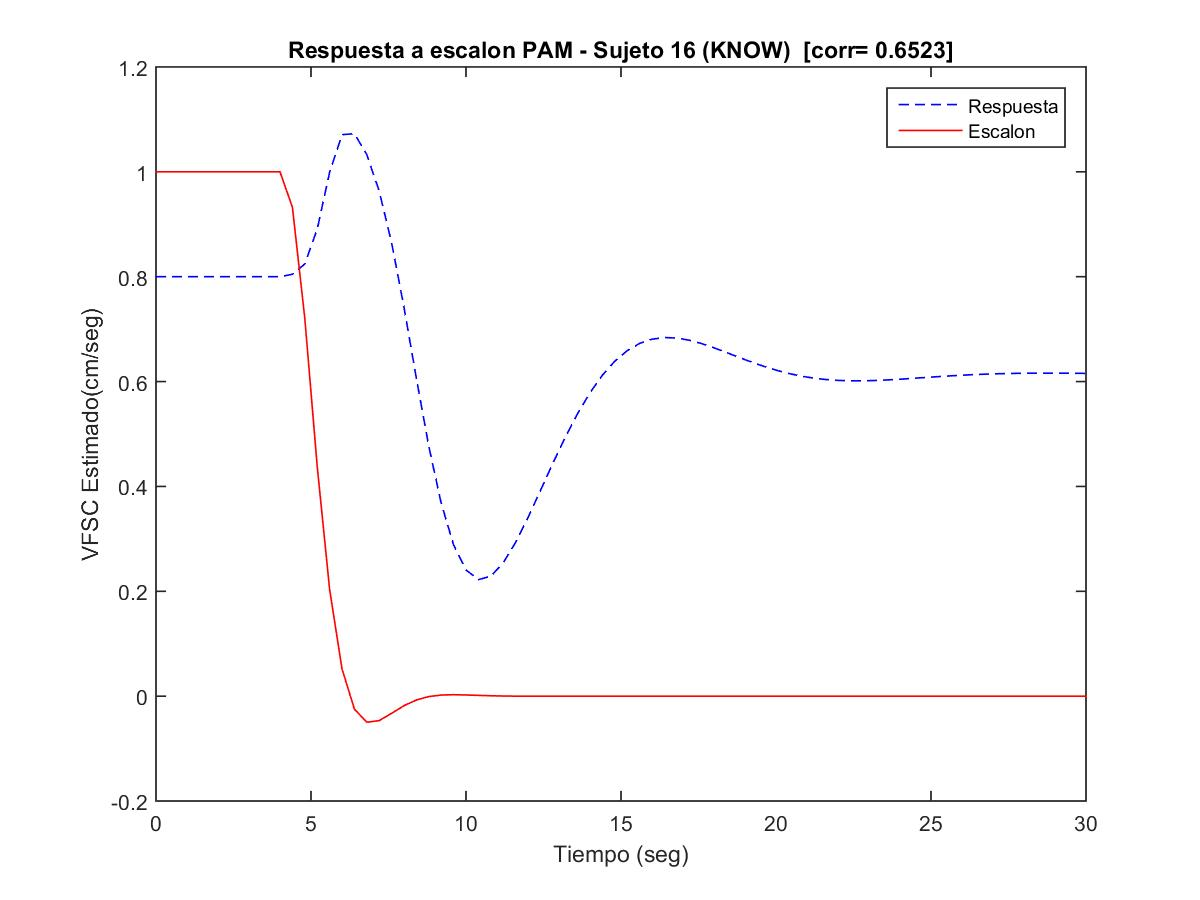 Respuesta a escalon PAM - Sujeto 16 (KNOW) [corr= 0.6523]
Respuesta
Escalon
1.2
1
0.8
0.6
0.4
0.2
0
-0.2
VFSC Estimado(cm/seg)
0 5 10 15 20 25 30
Tiempo (seg)